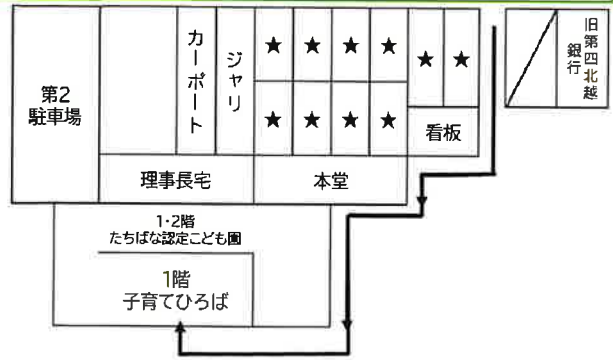 第2
駐車場
カーポート
ジャリ
★ ★ ★ ★ ★ ★
★ ★ ★ ★
看板
旧第四北越
銀行
理事長宅
本堂
1・2階
たちばな認定こども園
1階
子育てひろば